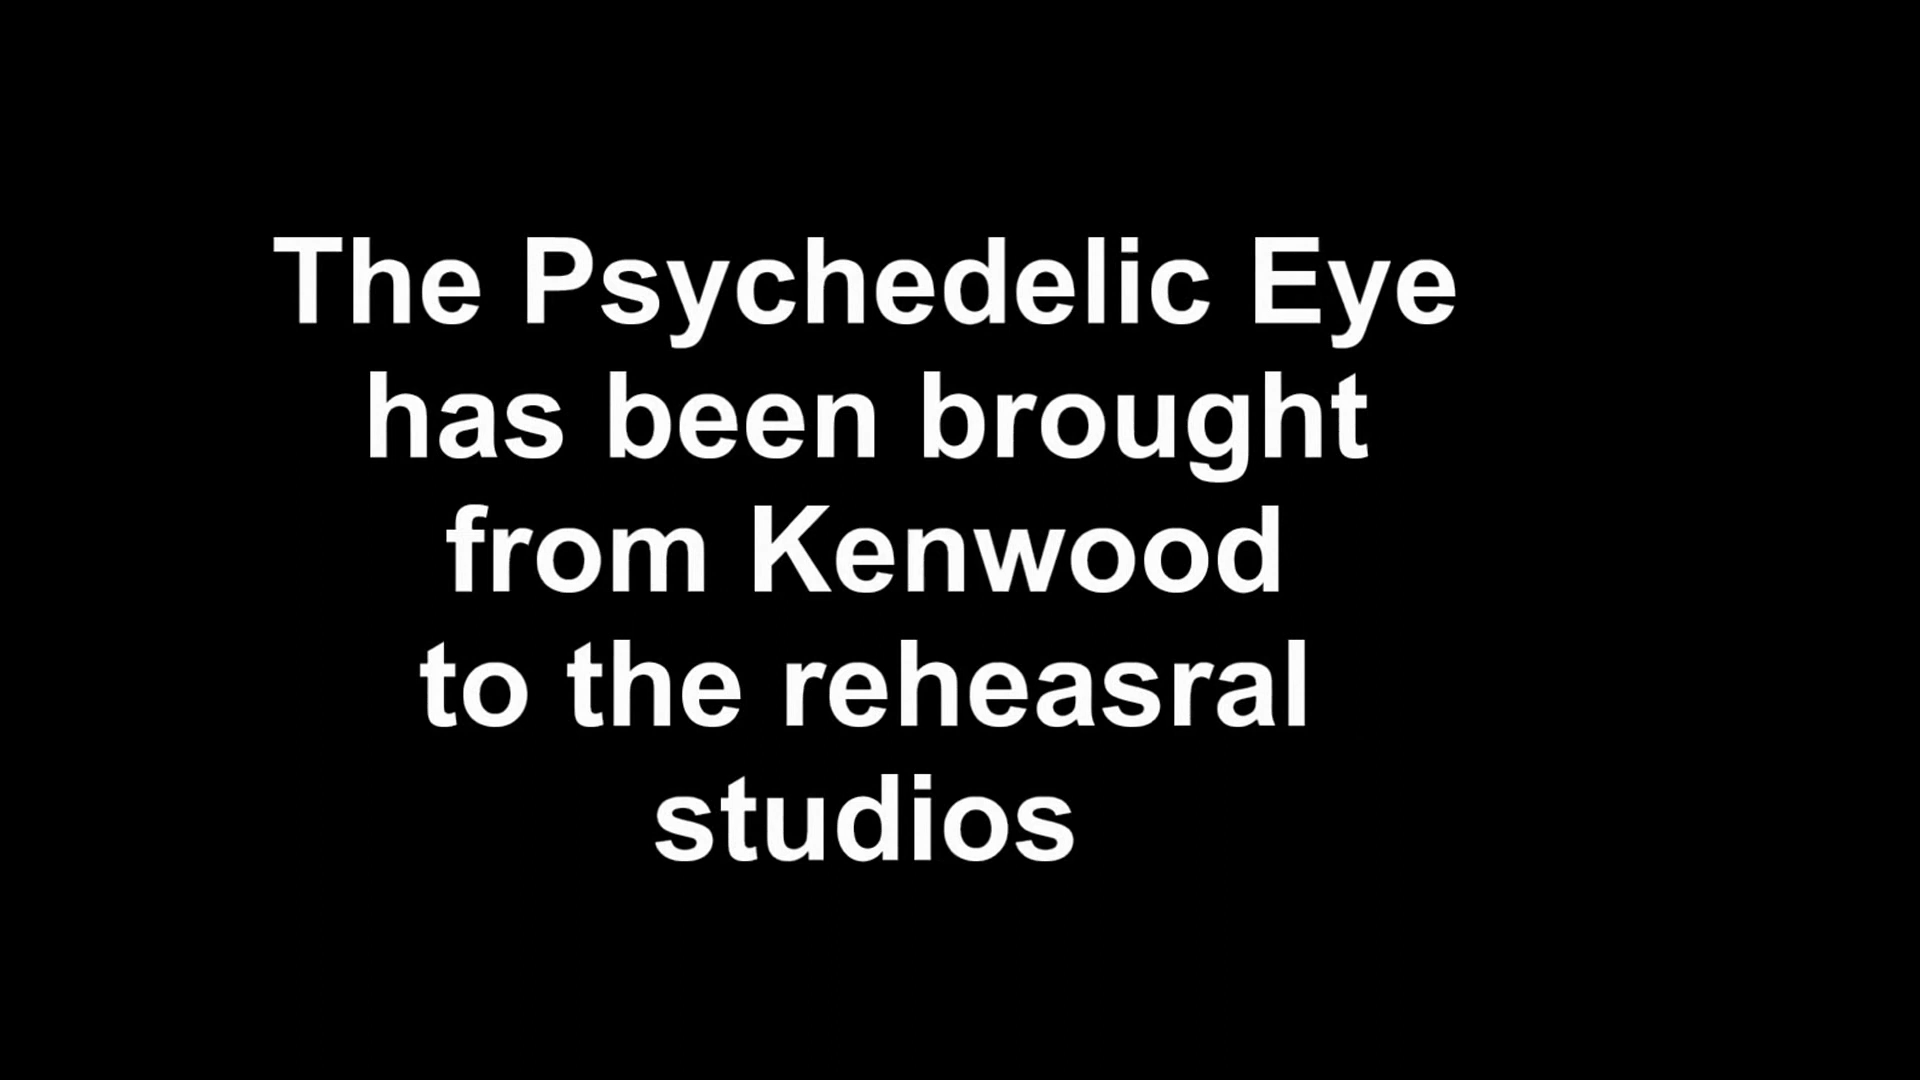 The Psychedelic Eye
has been brought
from Kenwood
to the reheasral
studios